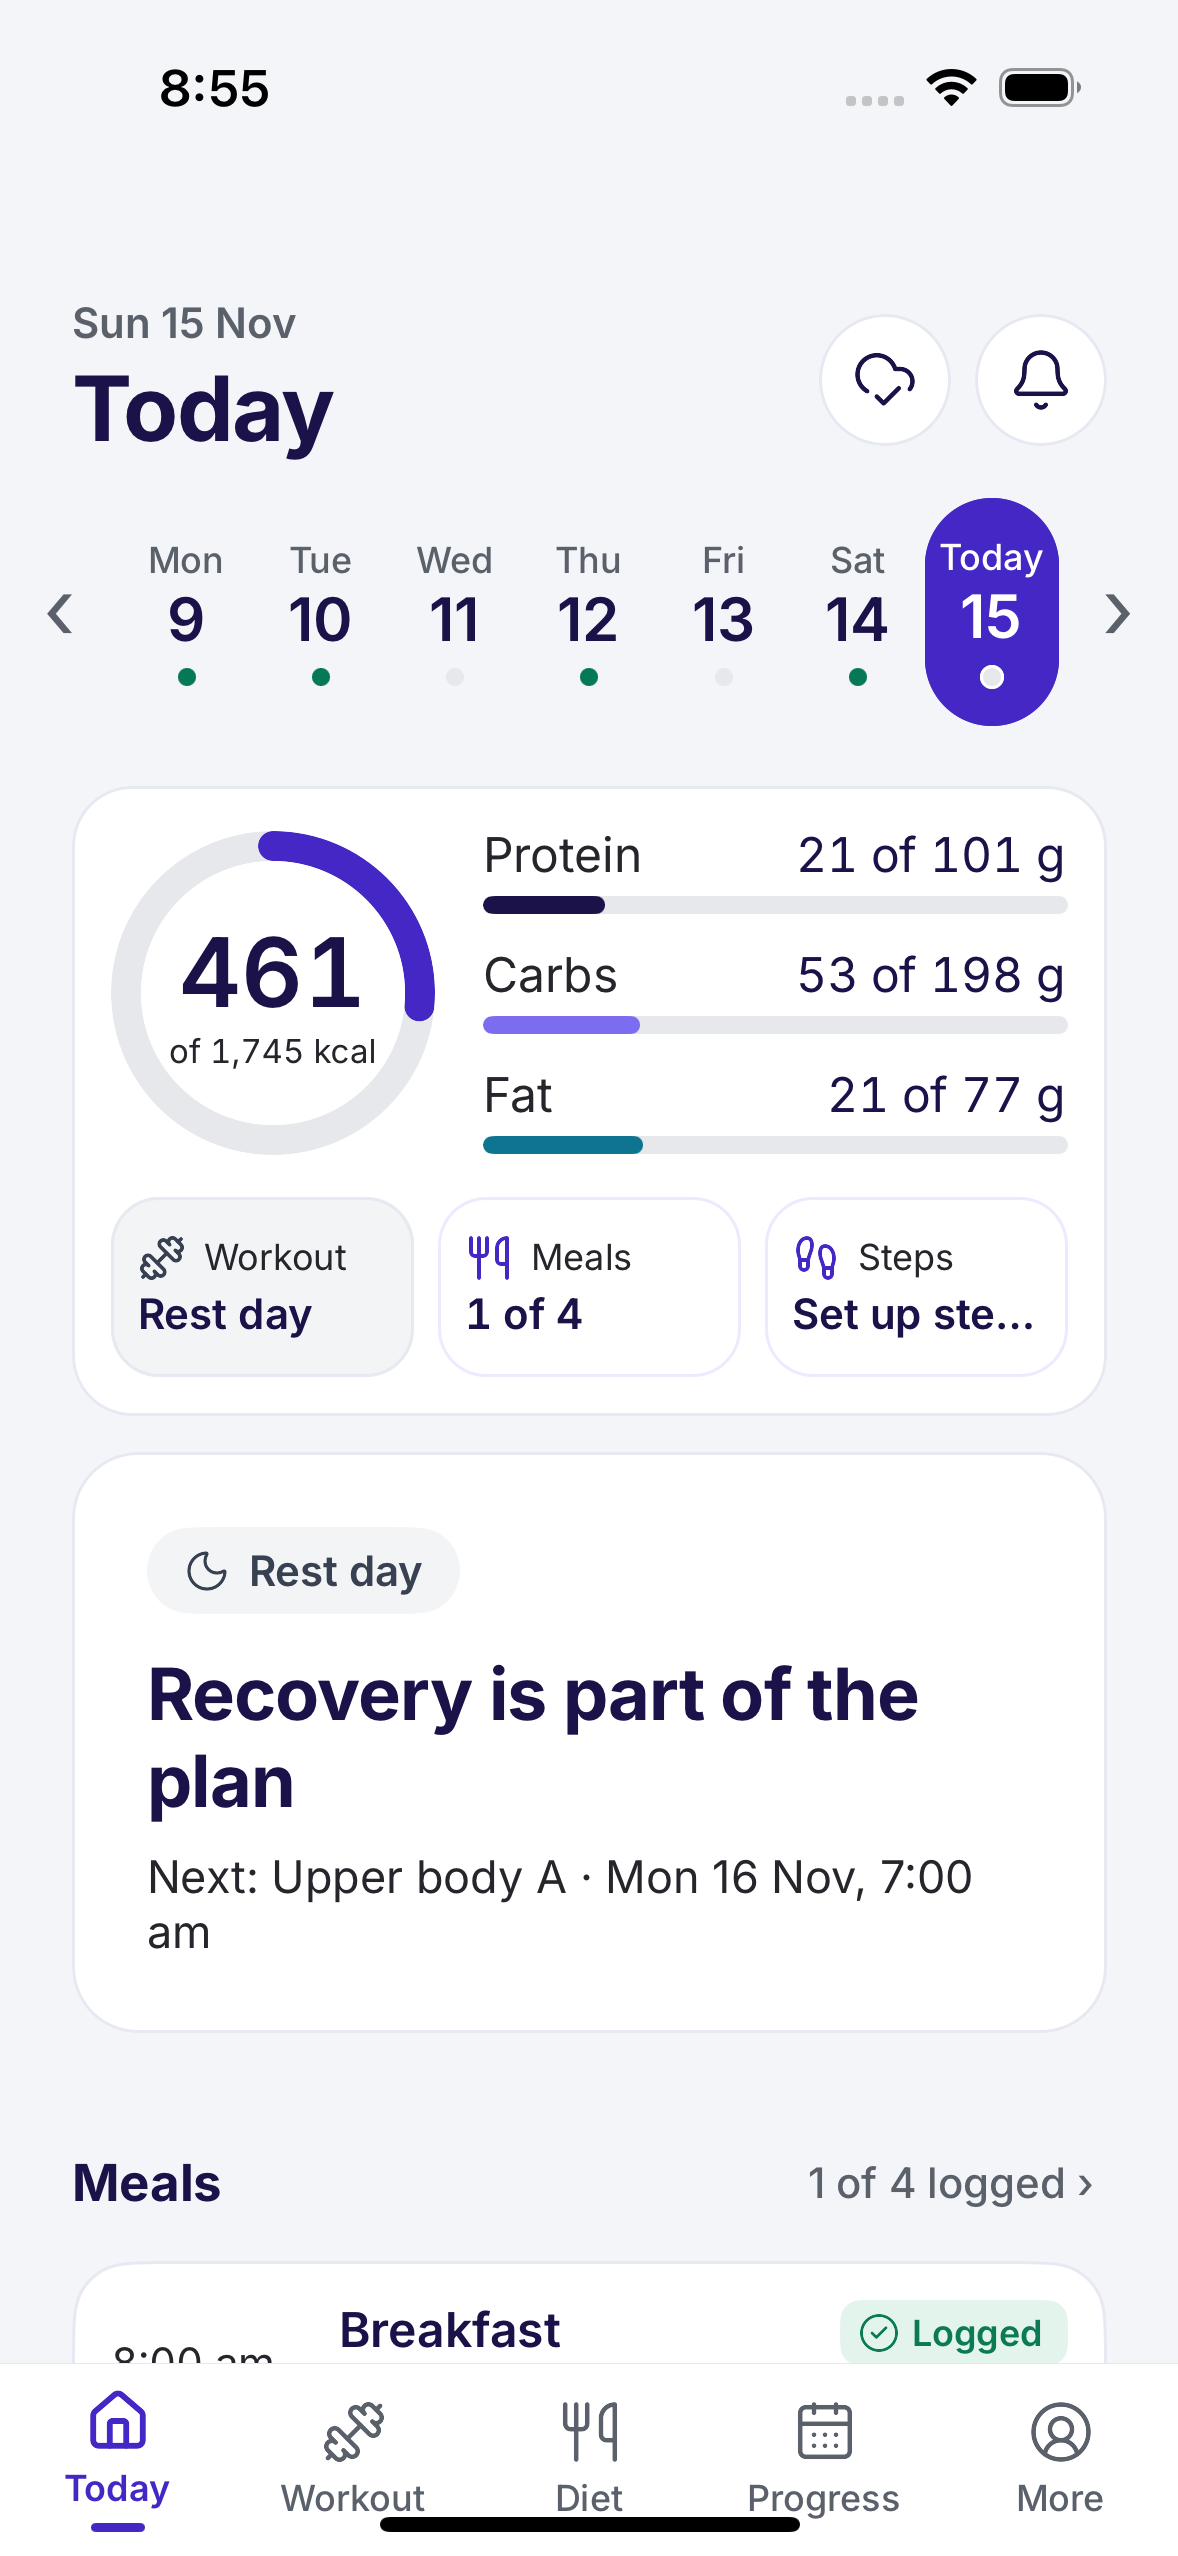 8:55
Sun 15 Nov
Today
Mon Tue Wed Thu Fri Sat Today
9 10 11 12 13 14 15
461
of 1,745 kcal
Protein 21 of 101 g
Carbs 53 of 198 g
Fat 21 of 77 g
Workout
Rest day
Meals
1 of 4
Steps
Set up ste...
Rest day
Recovery is part of the
plan
Next: Upper body A · Mon 16 Nov, 7:00
am
Meals 1 of 4 logged ›
Breakfast Logged
8:00 am
Today Workout Diet Progress More